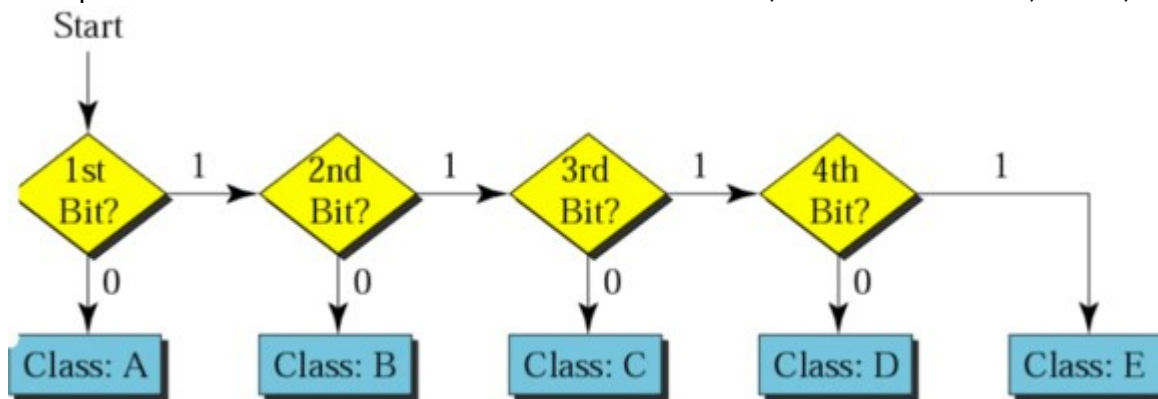 Start
1st
Bit?
1
2nd
Bit?
1
3rd
Bit?
1
4th
Bit?
1
0
0
0
0
Class: A
Class: B
Class: C
Class: D
Class: E